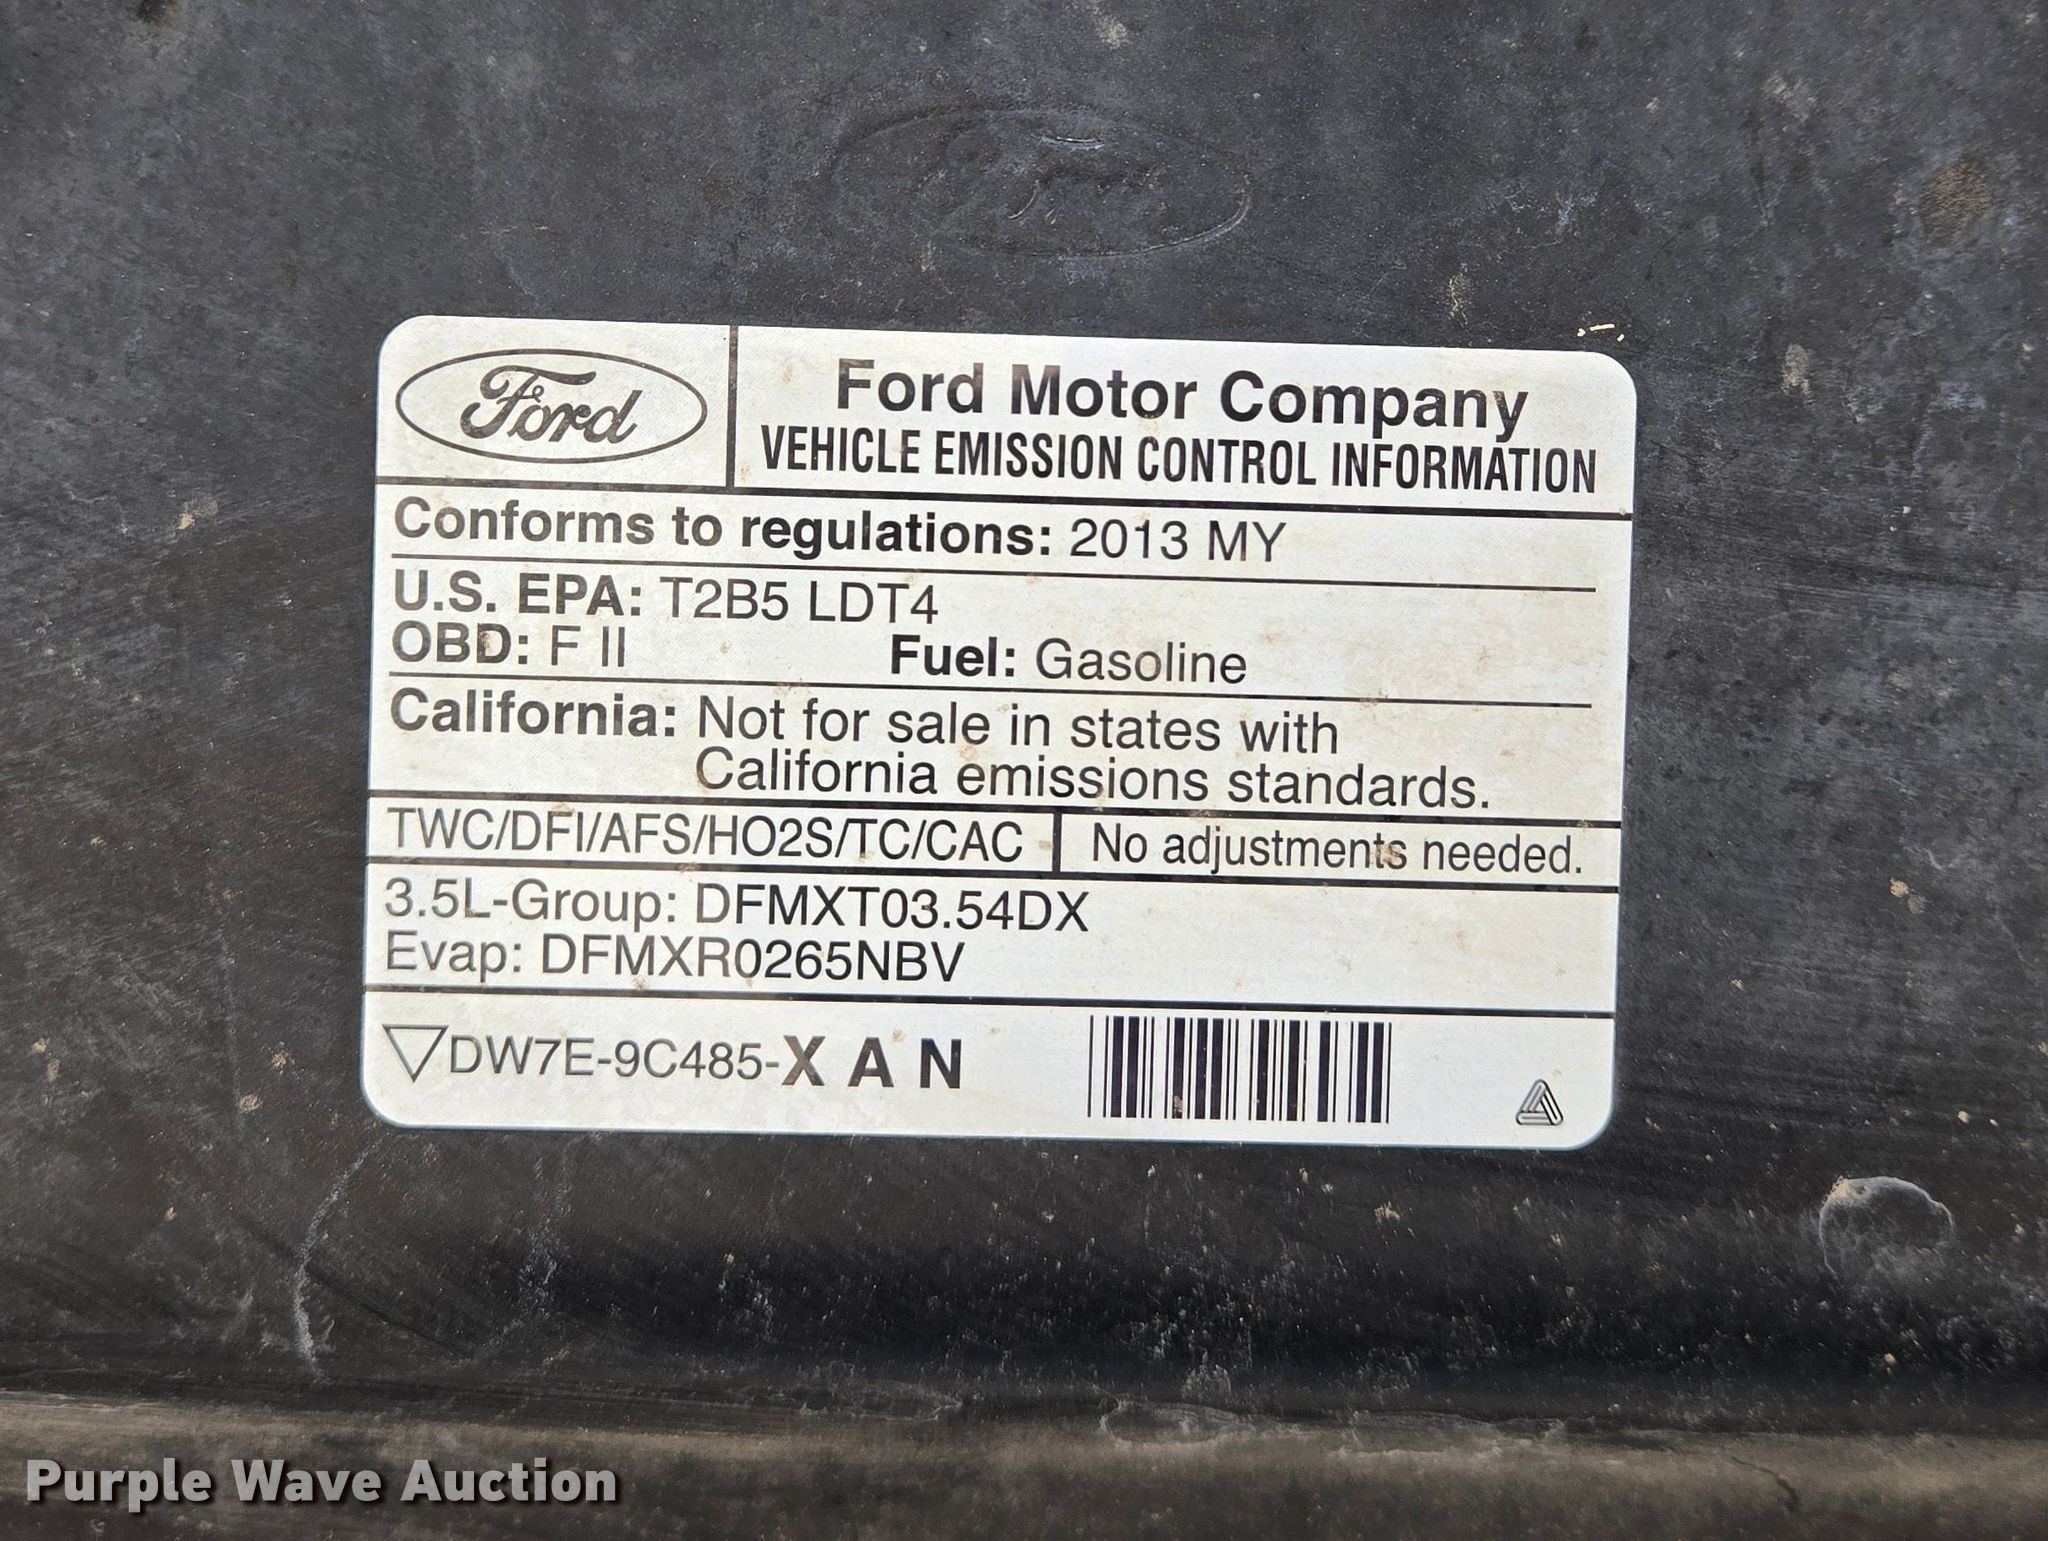 Ford
Ford Motor Company
VEHICLE EMISSION CONTROL INFORMATION
Conforms to regulations: 2013 MY
U.S. EPA: T2B5 LDT4
OBD: F II Fuel: Gasoline
California: Not for sale in states with
California emissions standards.
TWC/DFI/AFS/HO2S/TC/CAC No adjustments needed.
3.5L-Group: DFMXT03.54DX
Evap: DFMXR0265NBV
DW7E-9C485-X A N
Purple Wave Auction